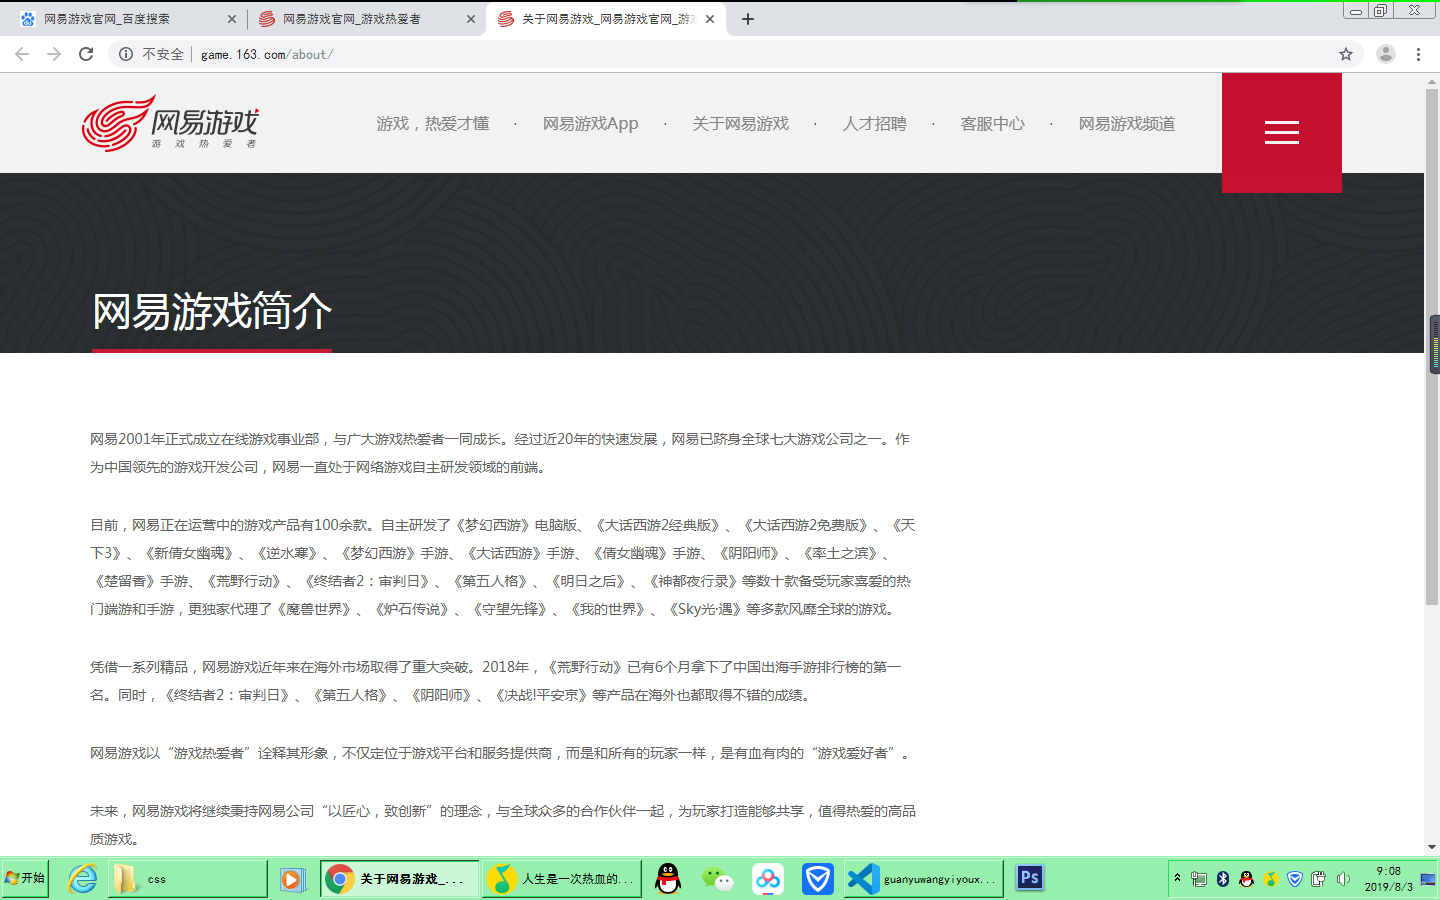 网易游戏官网_百度搜索
网易游戏官网_游戏热爱者
关于网易游戏_网易游戏官网_游
不安全
game.163.com/about/
网易游戏
游戏热爱者
游戏，热爱才懂 · 网易游戏App · 关于网易游戏 · 人才招聘 · 客服中心 · 网易游戏频道
网易游戏简介
网易2001年正式成立在线游戏事业部，与广大游戏热爱者一同成长。经过近20年的快速发展，网易已跻身全球七大游戏公司之一。作
为中国领先的游戏开发公司，网易一直处于网络游戏自主研发领域的前端。
目前，网易正在运营中的游戏产品有100余款。自主研发了《梦幻西游》电脑版、《大话西游2经典版》、《大话西游2免费版》、《天
下3》、《新倩女幽魂》、《逆水寒》、《梦幻西游》手游、《大话西游》手游、《倩女幽魂》手游、《阴阳师》、《率土之滨》、
《楚留香》手游、《荒野行动》、《终结者2：审判日》、《第五人格》、《明日之后》、《神都夜行录》等数十款备受玩家喜爱的热
门端游和手游，更独家代理了《魔兽世界》、《炉石传说》、《守望先锋》、《我的世界》、《Sky光·遇》等多款风靡全球的游戏。
凭借一系列精品，网易游戏近年来在海外市场取得了重大突破。2018年，《荒野行动》已有6个月拿下了中国出海手游排行榜的第一
名。同时，《终结者2：审判日》、《第五人格》、《阴阳师》、《决战!平安京》等产品在海外也都取得不错的成绩。
网易游戏以“游戏热爱者”诠释其形象，不仅定位于游戏平台和服务提供商，而是和所有的玩家一样，是有血有肉的“游戏爱好者”。
未来，网易游戏将继续秉持网易公司“以匠心，致创新”的理念，与全球众多的合作伙伴一起，为玩家打造能够共享，值得热爱的高品
质游戏。
开始
css
关于网易游戏_...
人生是一次热血的...
guanyuwangyiyoux...
Ps
9:08
2019/8/3